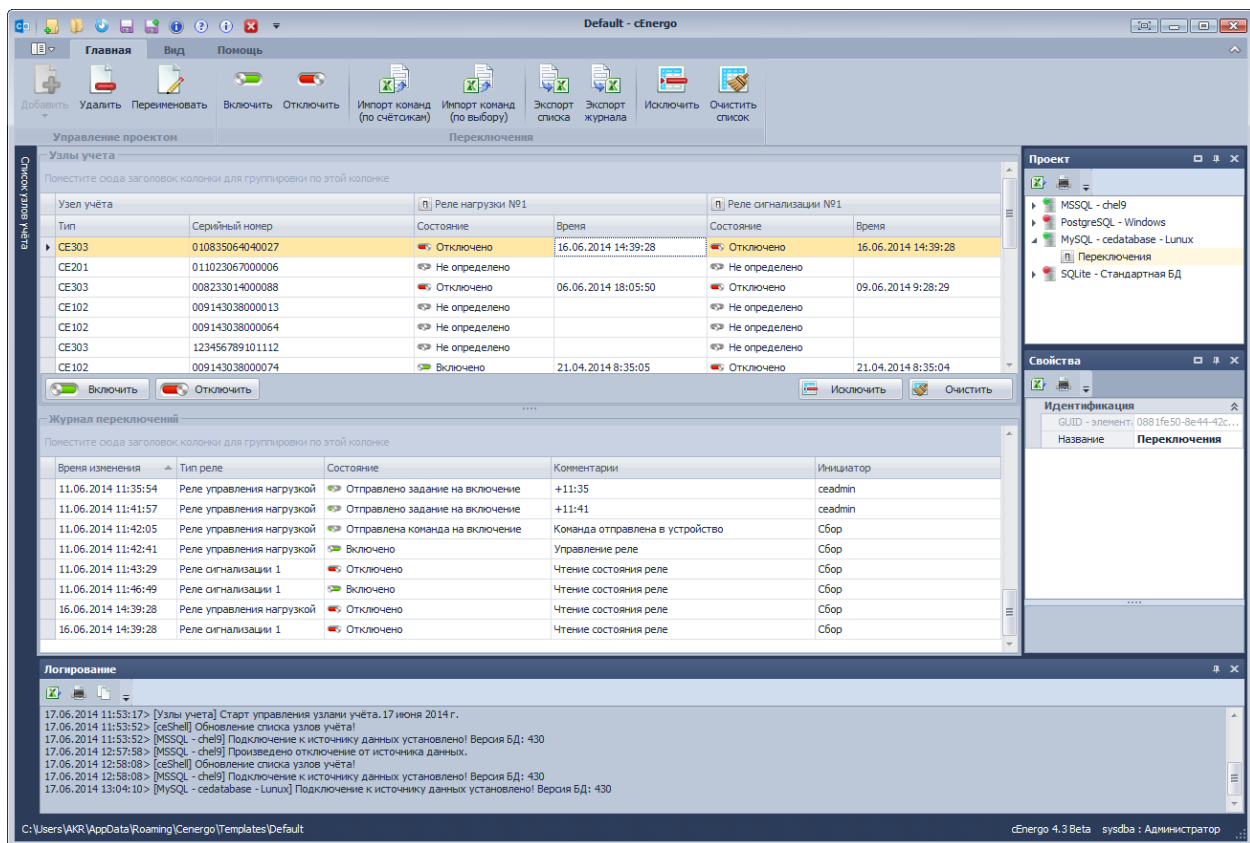 Default - cEnergo
Главная Вид Помощь
Добавить Удалить Переименовать Включить Отключить Импорт команд (по счётсикам) Импорт команд (по выбору) Экспорт списка Экспорт журнала Исключить Очистить список
Управление проектом Переключения
Список узлов учёта
Узлы учета
Поместите сюда заголовок колонки для группировки по этой колонке
Узел учёта Реле нагрузки №1 Реле сигнализации №1
Тип Серийный номер Состояние Время Состояние Время
CE303 010835064040027 Отключено 16.06.2014 14:39:28 Отключено 16.06.2014 14:39:28
CE201 011023067000006 Не определено Не определено
CE303 008233014000088 Отключено 06.06.2014 18:05:50 Отключено 09.06.2014 9:28:29
CE102 009143038000013 Не определено Не определено
CE102 009143038000064 Не определено Не определено
CE303 123456789101112 Не определено Не определено
CE102 009143038000074 Включено 21.04.2014 8:35:05 Отключено 21.04.2014 8:35:04
Включить Отключить Исключить Очистить
Журнал переключений
Поместите сюда заголовок колонки для группировки по этой колонке
Время изменения Тип реле Состояние Комментарии Инициатор
11.06.2014 11:35:54 Реле управления нагрузкой Отправлено задание на включение +11:35 ceadmin
11.06.2014 11:41:57 Реле управления нагрузкой Отправлено задание на включение +11:41 ceadmin
11.06.2014 11:42:05 Реле управления нагрузкой Отправлена команда на включение Команда отправлена в устройство Сбор
11.06.2014 11:42:41 Реле управления нагрузкой Включено Управление реле Сбор
11.06.2014 11:43:29 Реле сигнализации 1 Отключено Чтение состояния реле Сбор
11.06.2014 11:46:49 Реле сигнализации 1 Включено Чтение состояния реле Сбор
16.06.2014 14:39:28 Реле управления нагрузкой Отключено Чтение состояния реле Сбор
16.06.2014 14:39:28 Реле сигнализации 1 Отключено Чтение состояния реле Сбор
Проект
MSSQL - chel9
PostgreSQL - Windows
MySQL - cedatabase - Lunux
Переключения
SQLite - Стандартная БД
Свойства
Идентификация
GUID - элемент 0881fe50-8e44-42c...
Название Переключения
Логирование
17.06.2014 11:53:17> [Узлы учета] Старт управления узлами учёта.17 июня 2014 г.
17.06.2014 11:53:52> [ceShell] Обновление списка узлов учёта!
17.06.2014 11:53:52> [MSSQL - chel9] Подключение к источнику данных установлено! Версия БД: 430
17.06.2014 12:57:58> [MSSQL - chel9] Произведено отключение от источника данных.
17.06.2014 12:58:08> [ceShell] Обновление списка узлов учёта!
17.06.2014 12:58:08> [MSSQL - chel9] Подключение к источнику данных установлено! Версия БД: 430
17.06.2014 13:04:10> [MySQL - cedatabase - Lunux] Подключение к источнику данных установлено! Версия БД: 430
C:\Users\AKR\AppData\Roaming\Cenergo\Templates\Default cEnergo 4.3 Beta sysdba : Администратор